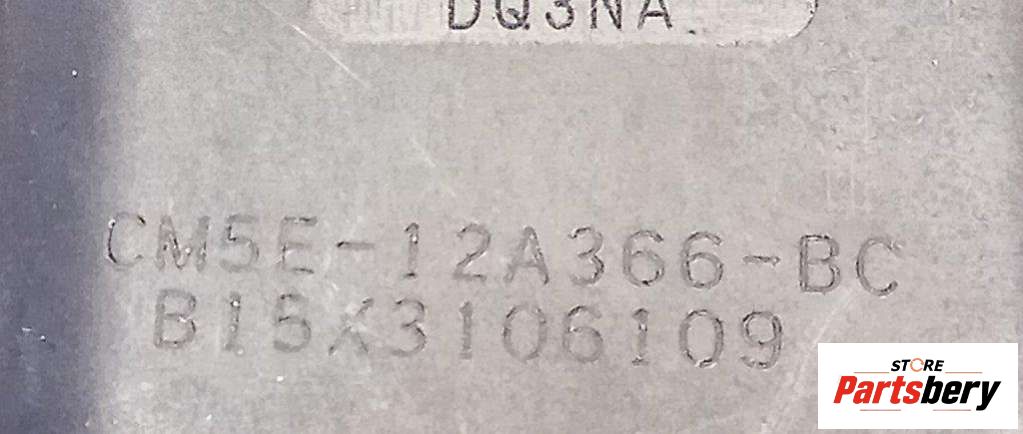 DQ3NA
CM5E-12A366-BC
B15X3106109
STORE
Partsbery